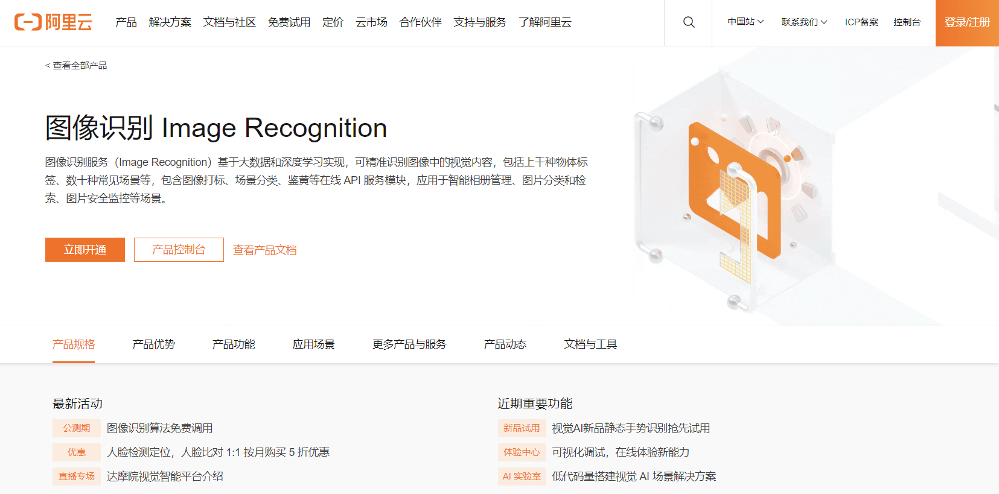 阿里云 产品 解决方案 文档与社区 免费试用 定价 云市场 合作伙伴 支持与服务 了解阿里云 中国站 联系我们 ICP备案 控制台 登录/注册
< 查看全部产品
图像识别 Image Recognition
图像识别服务（Image Recognition）基于大数据和深度学习实现，可精准识别图像中的视觉内容，包括上千种物体标
签、数十种常见场景等，包含图像打标、场景分类、鉴黄等在线 API 服务模块，应用于智能相册管理、图片分类和检
索、图片安全监控等场景。
立即开通 产品控制台 查看产品文档
产品规格 产品优势 产品功能 应用场景 更多产品与服务 产品动态 文档与工具
最新活动
公测期 图像识别算法免费调用
优惠 人脸检测定位，人脸比对 1:1 按月购买 5 折优惠
直播专场 达摩院视觉智能平台介绍
近期重要功能
新品试用 视觉AI新品静态手势识别抢先试用
体验中心 可视化调试，在线体验新能力
AI 实验室 低代码量搭建视觉 AI 场景解决方案